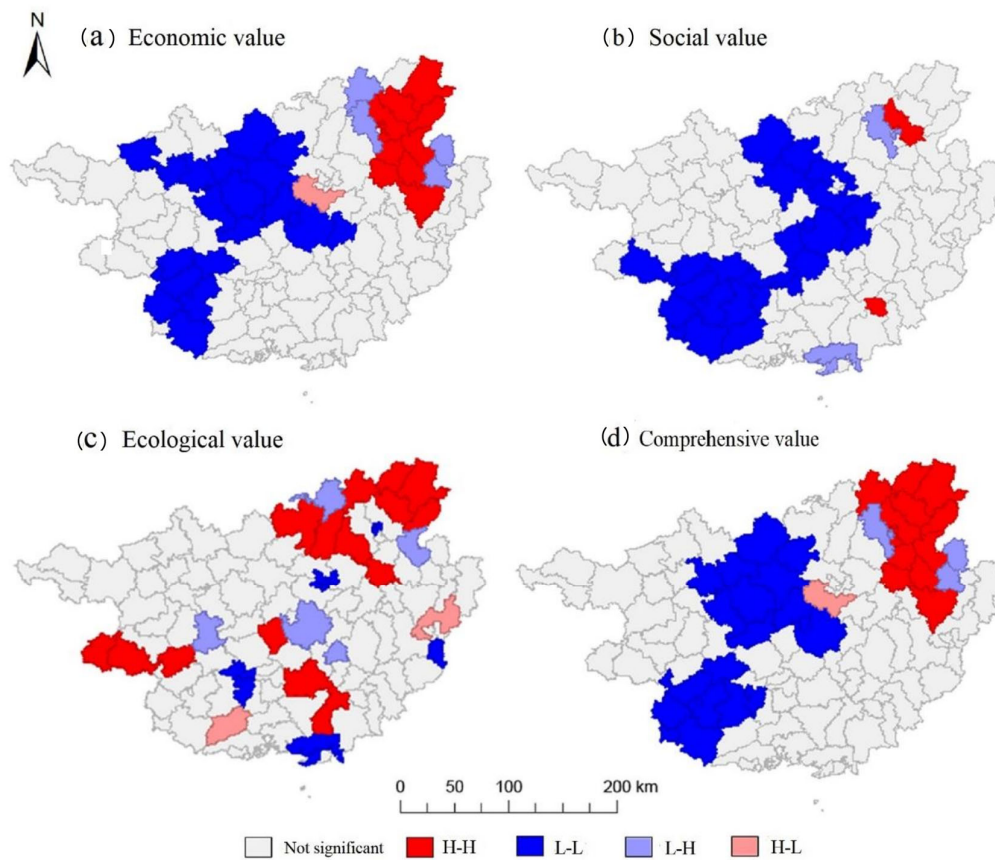 N
（a） Economic value
（b） Social value
（c） Ecological value
（d） Comprehensive value
0 50 100 200 km
Not significant H-H L-L L-H H-L